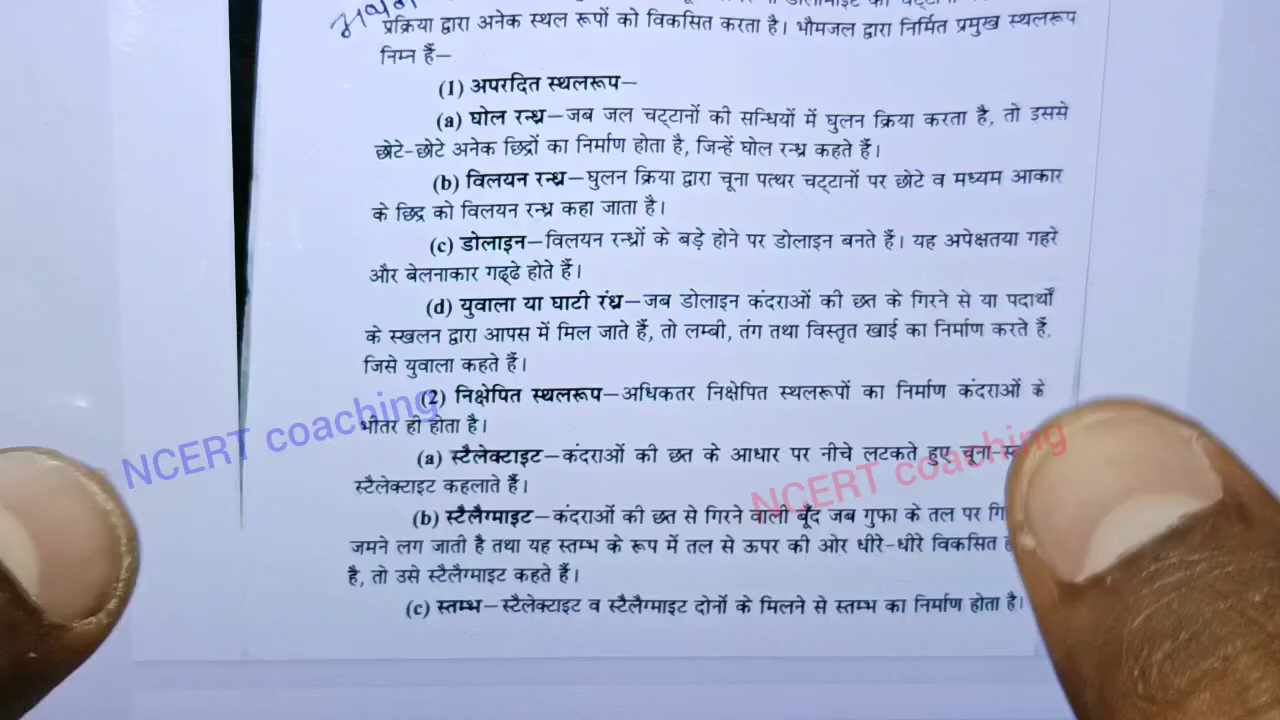 प्रक्रिया द्वारा अनेक स्थल रूपों को विकसित करता है। भौमजल द्वारा निर्मित प्रमुख स्थलरूप
निम्न हैं–
(1) अपरदित स्थलरूप–
(a) घोल रन्ध्र–जब जल चट्टानों की सन्धियों में घुलन क्रिया करता है, तो इससे
छोटे-छोटे अनेक छिद्रों का निर्माण होता है, जिन्हें घोल रन्ध्र कहते हैं।
(b) विलयन रन्ध्र–घुलन क्रिया द्वारा चूना पत्थर चट्टानों पर छोटे व मध्यम आकार
के छिद्र को विलयन रन्ध्र कहा जाता है।
(c) डोलाइन–विलयन रन्ध्रों के बड़े होने पर डोलाइन बनते हैं। यह अपेक्षतया गहरे
और बेलनाकार गड्ढे होते हैं।
(d) युवाला या घाटी रंध्र–जब डोलाइन कंदराओं की छत के गिरने से या पदार्थों
के स्खलन द्वारा आपस में मिल जाते हैं, तो लम्बी, तंग तथा विस्तृत खाई का निर्माण करते हैं,
जिसे युवाला कहते हैं।
(2) निक्षेपित स्थलरूप–अधिकतर निक्षेपित स्थलरूपों का निर्माण कंदराओं के
भीतर ही होता है।
(a) स्टैलेक्टाइट–कंदराओं की छत के आधार पर नीचे लटकते हुए चूना-
स्टैलेक्टाइट कहलाते हैं।
(b) स्टैलैग्माइट–कंदराओं की छत से गिरने वाली बूँद जब गुफा के तल पर
जमने लग जाती है तथा यह स्तम्भ के रूप में तल से ऊपर की ओर धीरे-धीरे विकसित
है, तो उसे स्टैलैग्माइट कहते हैं।
(c) स्तम्भ–स्टैलेक्टाइट व स्टैलैग्माइट दोनों के मिलने से स्तम्भ का निर्माण होता है।
NCERT coaching
NCERT coaching